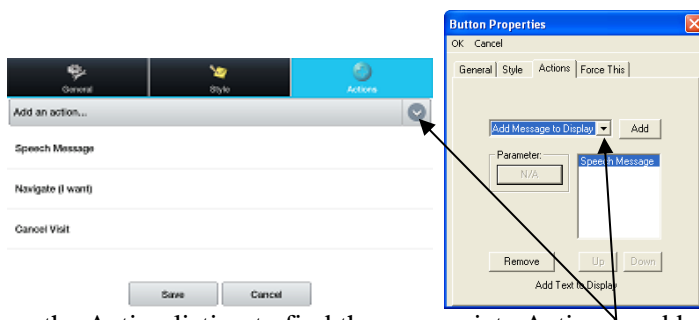 General Style Actions
Add an action...
Speech Message
Navigate (I want)
Cancel Visit
Save Cancel
Button Properties
OK Cancel
General Style Actions Force This
Add Message to Display Add
Parameter: Speech Message
N/A
Remove Up Down
Add Text to Display